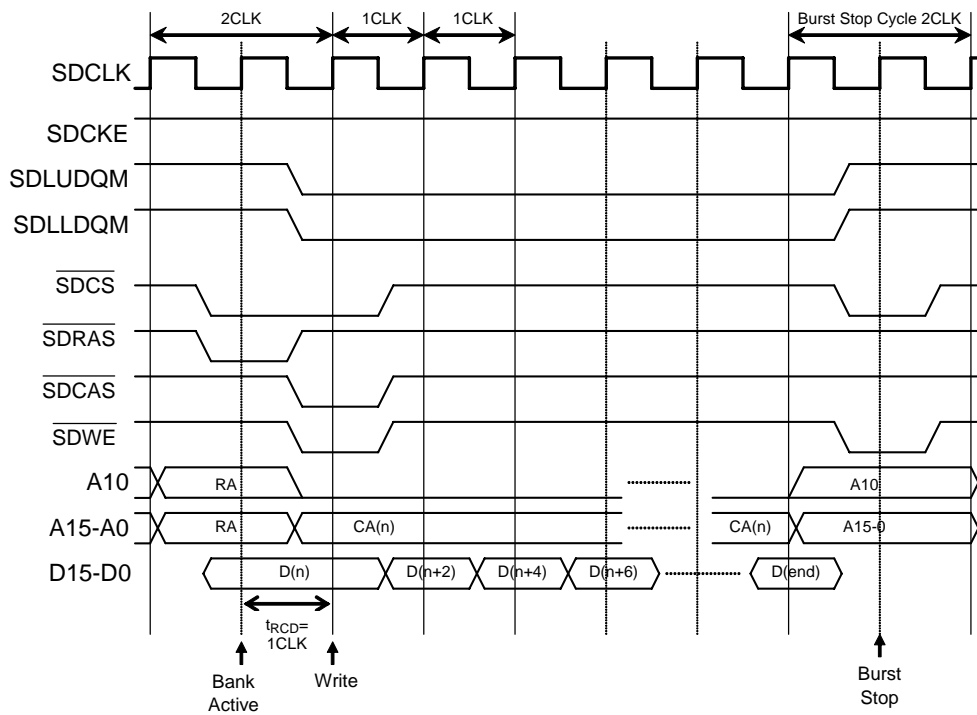 2CLK 1CLK 1CLK Burst Stop Cycle 2CLK
SDCLK
SDCKE
SDLUDQM
SDLLDQM
SDCS
SDRAS
SDCAS
SDWE
A10 RA A10
A15-A0 RA CA(n) CA(n) A15-0
D15-D0 D(n) D(n+2) D(n+4) D(n+6) D(end)
tRCD=
1CLK
Bank
Active
Write
Burst
Stop